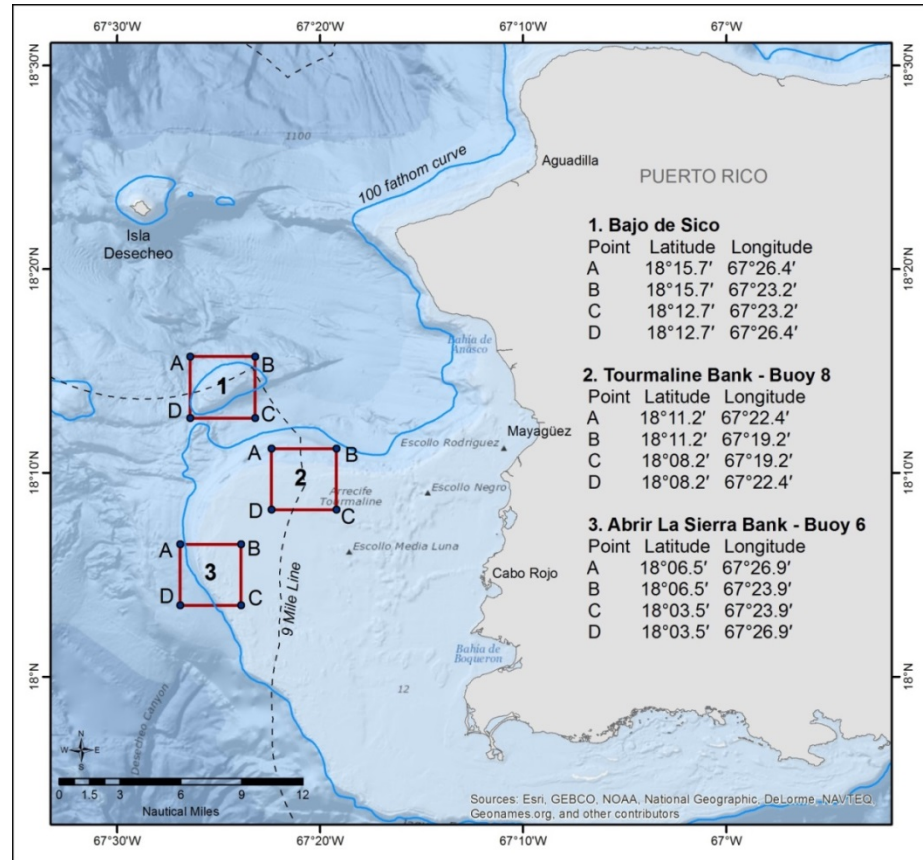 67°30'W 67°20'W 67°10'W 67°W
18°30'N 18°30'N
1100
100 fathom curve
Aguadilla
PUERTO RICO
Isla
Desecheo
18°20'N 18°20'N
1. Bajo de Sico
Point Latitude Longitude
A 18°15.7′ 67°26.4′
B 18°15.7′ 67°23.2′
C 18°12.7′ 67°23.2′
D 18°12.7′ 67°26.4′
Bahía de
Anasco
A B
1
D C
2. Tourmaline Bank - Buoy 8
Point Latitude Longitude
A 18°11.2′ 67°22.4′
B 18°11.2′ 67°19.2′
C 18°08.2′ 67°19.2′
D 18°08.2′ 67°22.4′
Escollo Rodriguez
Mayagüez
A B
2
D C
18°10'N 18°10'N
Arrecife
Tourmaline
Escollo Negro
Escollo Media Luna
3. Abrir La Sierra Bank - Buoy 6
Point Latitude Longitude
A 18°06.5′ 67°26.9′
B 18°06.5′ 67°23.9′
C 18°03.5′ 67°23.9′
D 18°03.5′ 67°26.9′
A B
3
D C
9 Mile Line
Cabo Rojo
Bahía de
Boqueron
18°N 18°N
12
Desecheo Canyon
N
W E
S
0 1.5 3 6 9 12
Nautical Miles
Sources: Esri, GEBCO, NOAA, National Geographic, DeLorme, NAVTEQ,
Geonames.org, and other contributors
67°30'W 67°20'W 67°10'W 67°W